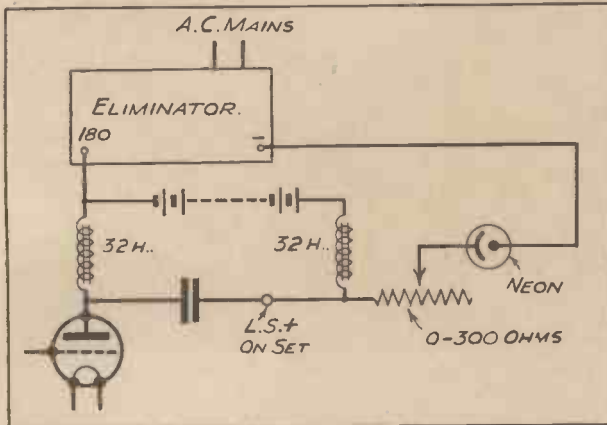 A.C. MAINS
ELIMINATOR.
180
–
32 H..
32 H..
NEON
L.S.+
ON SET
0-300 OHMS